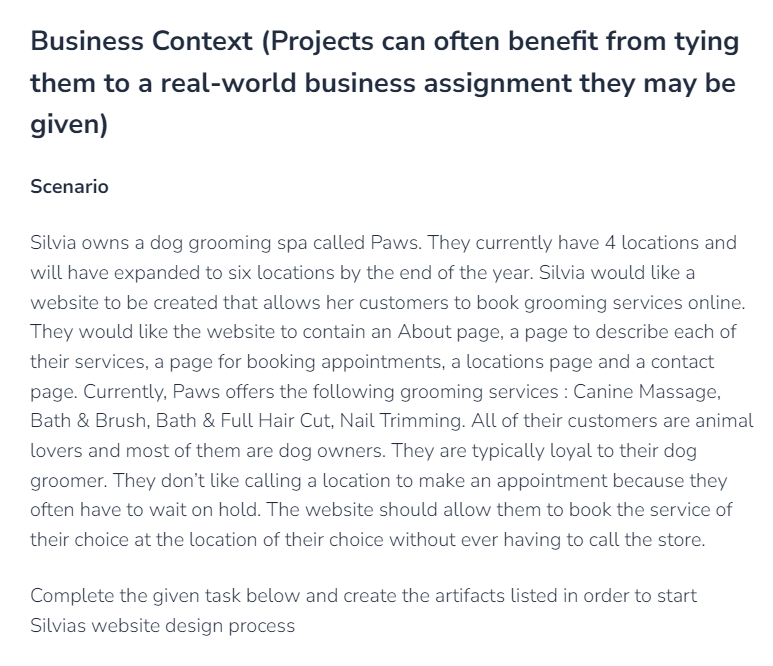 Business Context (Projects can often benefit from tying
them to a real-world business assignment they may be
given)
Scenario
Silvia owns a dog grooming spa called Paws. They currently have 4 locations and
will have expanded to six locations by the end of the year. Silvia would like a
website to be created that allows her customers to book grooming services online.
They would like the website to contain an About page, a page to describe each of
their services, a page for booking appointments, a locations page and a contact
page. Currently, Paws offers the following grooming services : Canine Massage,
Bath & Brush, Bath & Full Hair Cut, Nail Trimming. All of their customers are animal
lovers and most of them are dog owners. They are typically loyal to their dog
groomer. They don't like calling a location to make an appointment because they
often have to wait on hold. The website should allow them to book the service of
their choice at the location of their choice without ever having to call the store.
Complete the given task below and create the artifacts listed in order to start
Silvias website design process